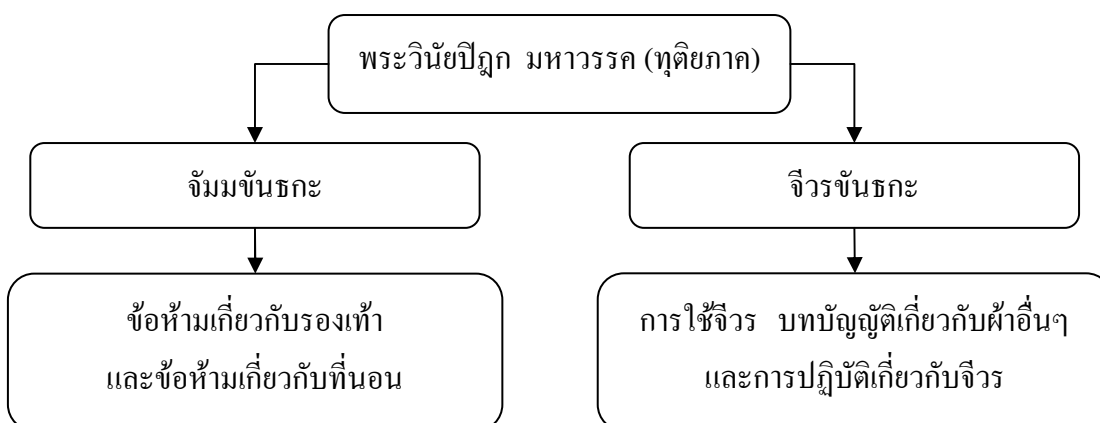 พระวินัยปิฎก มหาวรรค (ทุติยภาค)
จัมมขันธกะ
จีวรขันธกะ
ข้อห้ามเกี่ยวกับรองเท้า
และข้อห้ามเกี่ยวกับที่นอน
การใช้จีวร บทบัญญัติเกี่ยวกับผ้าอื่นๆ
และการปฏิบัติเกี่ยวกับจีวร